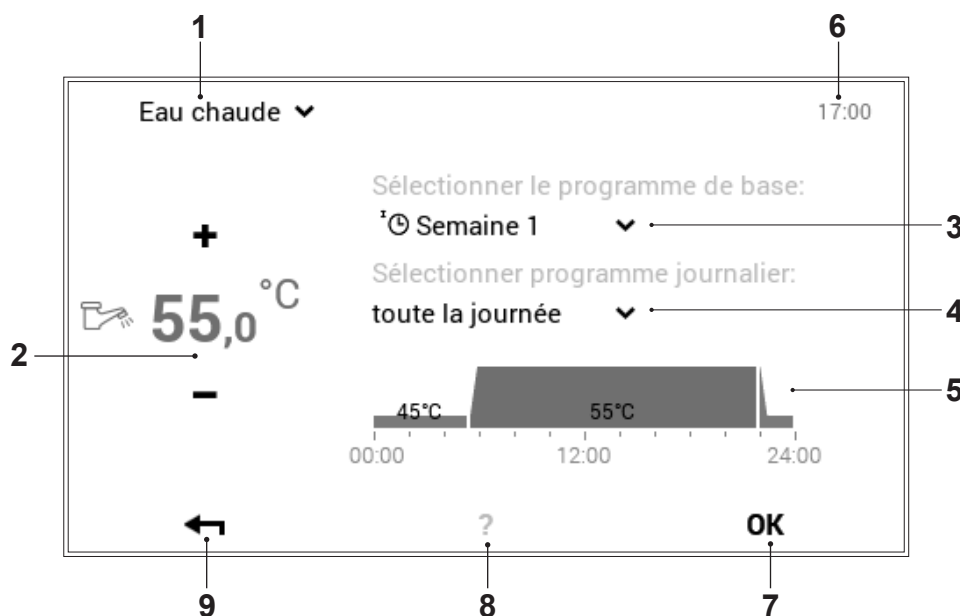 1
6
Eau chaude
17:00
Sélectionner le programme de base:
z Semaine 1
3
Sélectionner programme journalier:
toute la journée
4
+
55,0 °C
2
−
5
45°C
55°C
00:00
12:00
24:00
?
OK
9
8
7